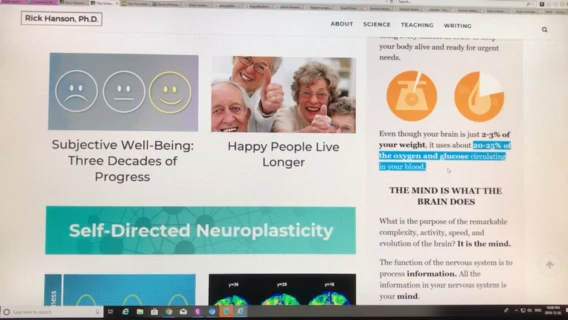 Rick Hanson, Ph.D.
ABOUT SCIENCE TEACHING WRITING
your body alive and ready for urgent
needs.
Subjective Well-Being:
Three Decades of
Progress
Happy People Live
Longer
Self-Directed Neuroplasticity
y=26 y=26 y=16
Even though your brain is just 2-3% of
your weight, it uses about 20-25% of
the oxygen and glucose circulating
in your blood.
THE MIND IS WHAT THE
BRAIN DOES
What is the purpose of the remarkable
complexity, activity, speed, and
evolution of the brain? It is the mind.
The function of the nervous system is to
process information. All the
information in your nervous system is
your mind.